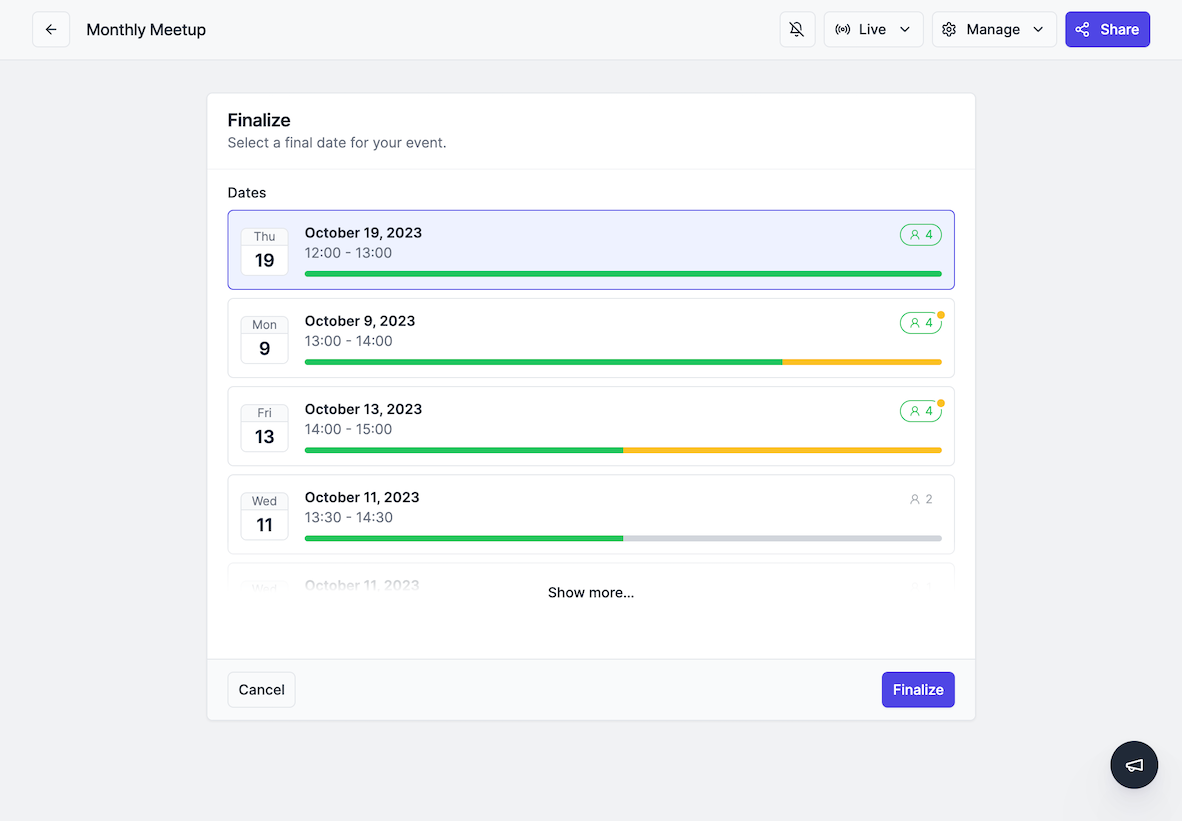 Monthly Meetup
Live
Manage
Share
Finalize
Select a final date for your event.
Dates
Thu
19
October 19, 2023
12:00 - 13:00
4
Mon
9
October 9, 2023
13:00 - 14:00
4
Fri
13
October 13, 2023
14:00 - 15:00
4
Wed
11
October 11, 2023
13:30 - 14:30
2
Wed
October 11, 2023
Show more...
Cancel
Finalize